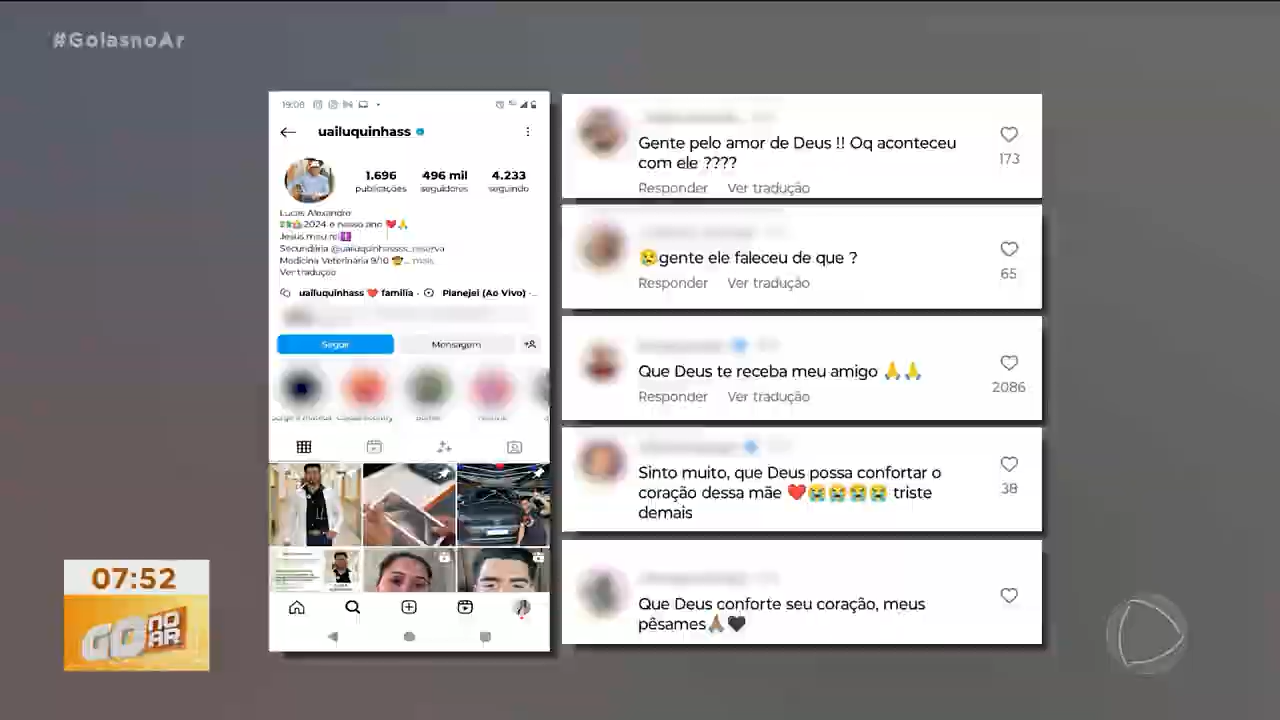 #GoIasnoAr
19:08
uailuquinhass
1.696
496 mil
4.233
publicações
seguidores
seguindo
Lucas Alexandro
2024 o nosso ano ❤️🙏
Jesus meu rei
Secundária @uailuquinhassss_reserva
Medicina Veterinária 9/10 🤠... mais
Ver tradução
uailuquinhass ❤️ familia ·
Planejei (Ao Vivo) ·...
Seguir
Mensagem
Gente pelo amor de Deus !! Oq aconteceu
com ele ????
173
Responder Ver tradução
😢gente ele faleceu de que ?
65
Responder Ver tradução
Que Deus te receba meu amigo 🙏🙏
2086
Responder Ver tradução
Sinto muito, que Deus possa confortar o
coração dessa mãe ❤️😭😭😭😭 triste
demais
38
Que Deus conforte seu coração, meus
pêsames🙏🏽🖤
07:52
GO NO
AR